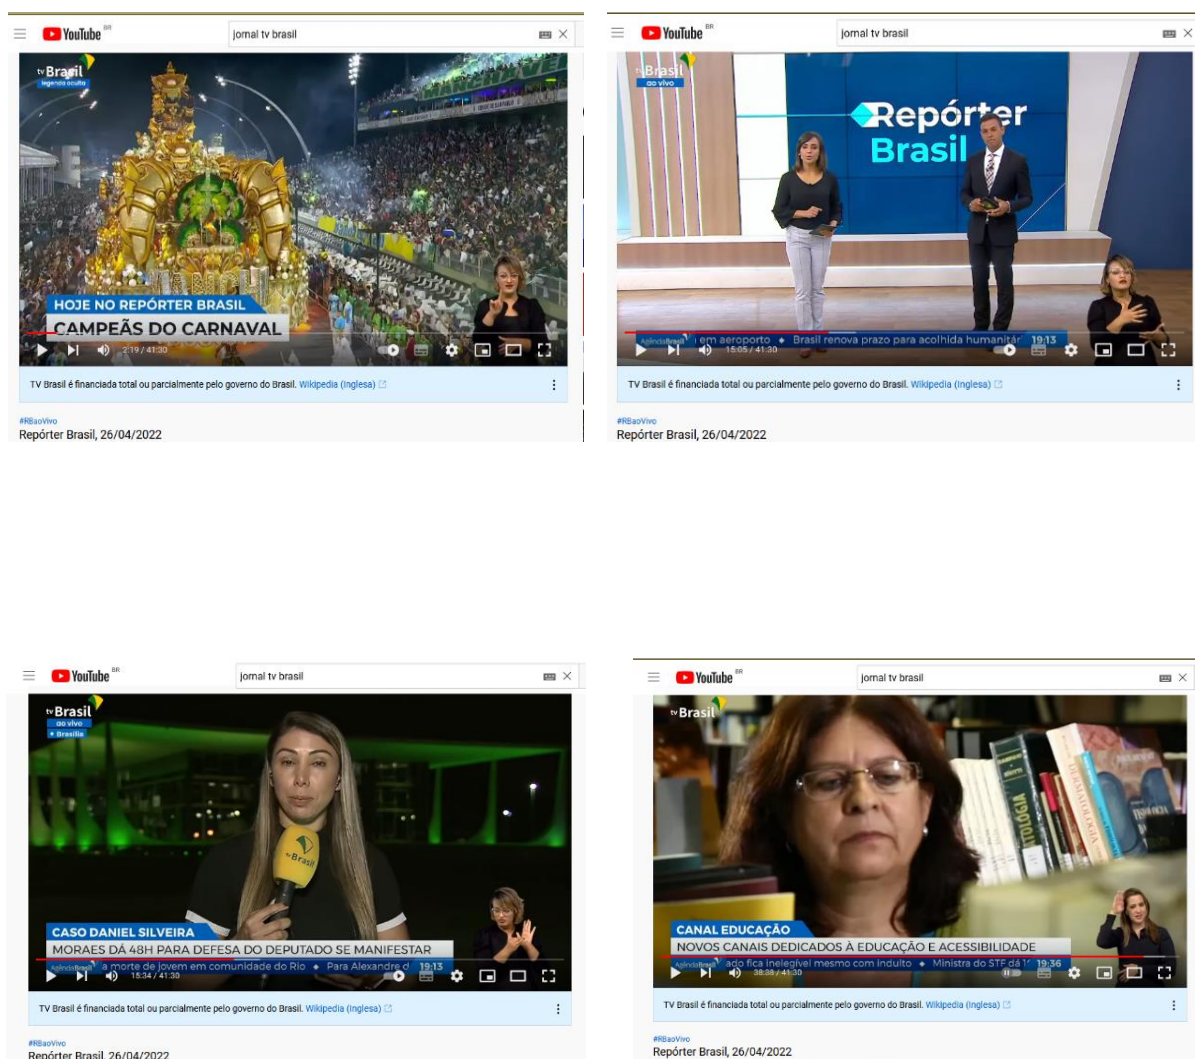 YouTube BR
jornal tv brasil
tv Brasil
legenda oculta
MANCHA VERDE
HOJE NO REPÓRTER BRASIL
CAMPEÃS DO CARNAVAL
2:19 / 41:30
TV Brasil é financiada total ou parcialmente pelo governo do Brasil. Wikipedia (Inglesa)
#RBaoVivo
Repórter Brasil, 26/04/2022
YouTube BR
jornal tv brasil
tv Brasil
ao vivo
Repórter
Brasil
AgênciaBrasil em aeroporto ◆ Brasil renova prazo para acolhida humanitár 19:13
15:05 / 41:30
TV Brasil é financiada total ou parcialmente pelo governo do Brasil. Wikipedia (Inglesa)
#RBaoVivo
Repórter Brasil, 26/04/2022
YouTube BR
jornal tv brasil
tv Brasil
ao vivo
Brasília
tv Brasil
CASO DANIEL SILVEIRA
MORAES DÁ 48H PARA DEFESA DO DEPUTADO SE MANIFESTAR
AgênciaBrasil a morte de jovem em comunidade do Rio ◆ Para Alexandre d 19:13
15:34 / 41:30
TV Brasil é financiada total ou parcialmente pelo governo do Brasil. Wikipedia (Inglesa)
#RBaoVivo
Repórter Brasil, 26/04/2022
YouTube BR
jornal tv brasil
tv Brasil
DERMATOLOGIA
CANAL EDUCAÇÃO
NOVOS CANAIS DEDICADOS À EDUCAÇÃO E ACESSIBILIDADE
AgênciaBrasil ado fica inelegível mesmo com indulto ◆ Ministra do STF dá 19:36
38:38 / 41:30
TV Brasil é financiada total ou parcialmente pelo governo do Brasil. Wikipedia (Inglesa)
#RBaoVivo
Repórter Brasil, 26/04/2022